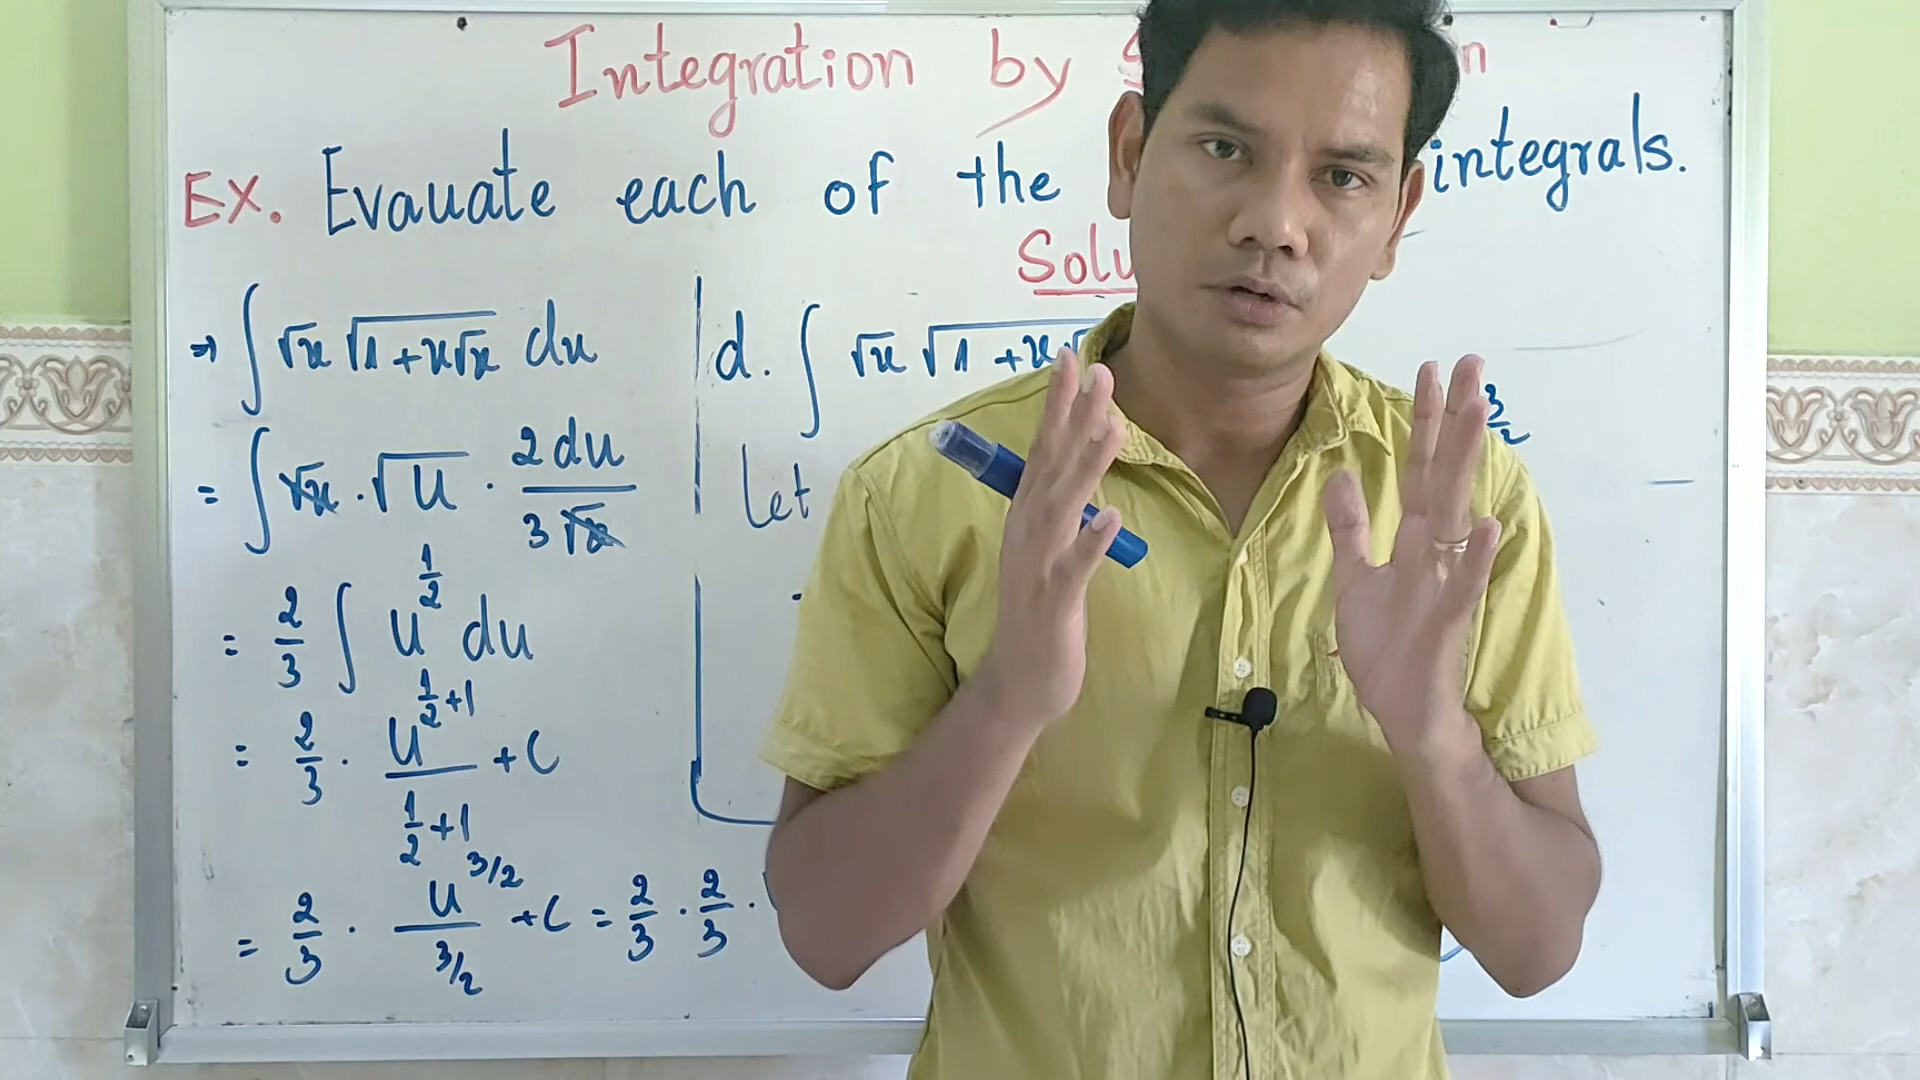 Integration by
EX. Evauate each of the integrals.
Solu
⇒ ∫ √x √1+x√x dx
= ∫ √x · √u · 2du / 3√x
= 2/3 ∫ u^1/2 du
= 2/3 · u^1/2+1 / 1/2+1 + C
= 2/3 · u^3/2 / 3/2 + C = 2/3 · 2/3 ·
d. ∫ √x √1+x√
3/2
let